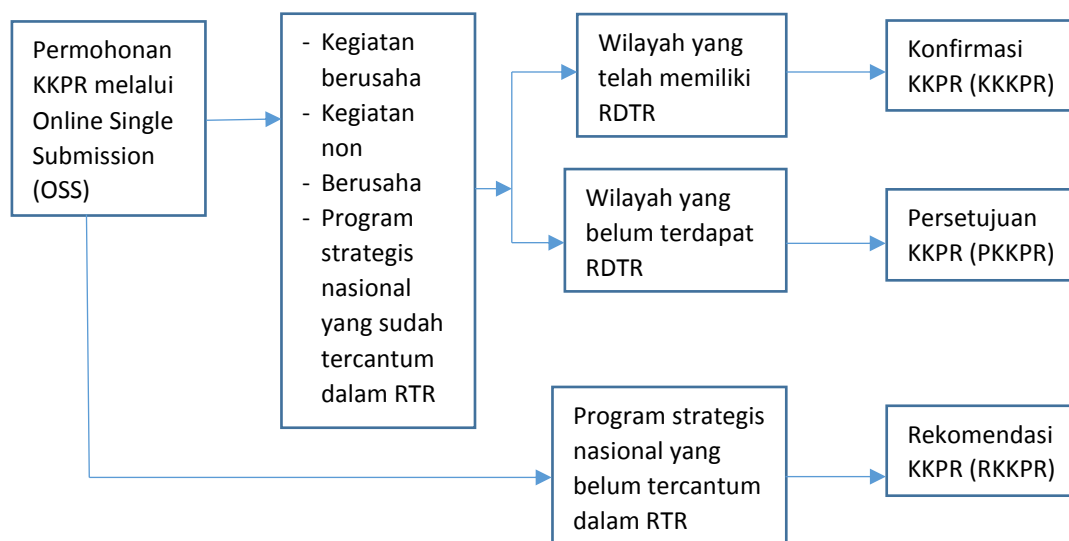 Permohonan
KKPR melalui
Online Single
Submission
(OSS)
- Kegiatan
berusaha
- Kegiatan
non
- Berusaha
- Program
strategis
nasional
yang sudah
tercantum
dalam RTR
Wilayah yang
telah memiliki
RDTR
Konfirmasi
KKPR (KKKPR)
Wilayah yang
belum terdapat
RDTR
Persetujuan
KKPR (PKKPR)
Program strategis
nasional yang
belum tercantum
dalam RTR
Rekomendasi
KKPR (RKKPR)